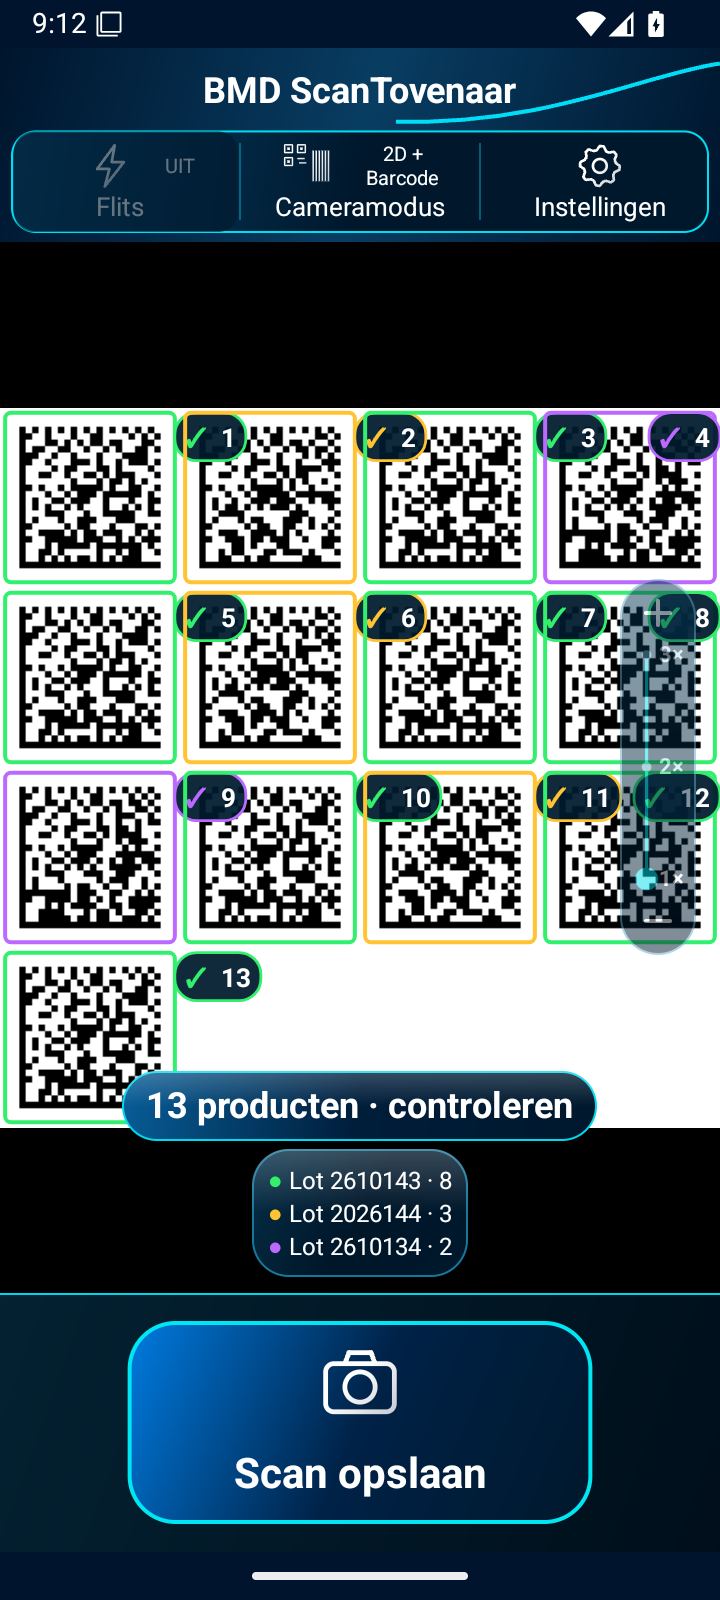 9:12
BMD ScanTovenaar
UIT
Flits
2D +
Barcode
Cameramodus
Instellingen
✓ 1
✓ 2
✓ 3
✓ 4
✓ 5
✓ 6
✓ 7
✓ 8
+
3×
2×
1×
✓ 9
✓ 10
✓ 11
✓ 12
✓ 13
13 producten · controleren
Lot 2610143 · 8
Lot 2026144 · 3
Lot 2610134 · 2
Scan opslaan